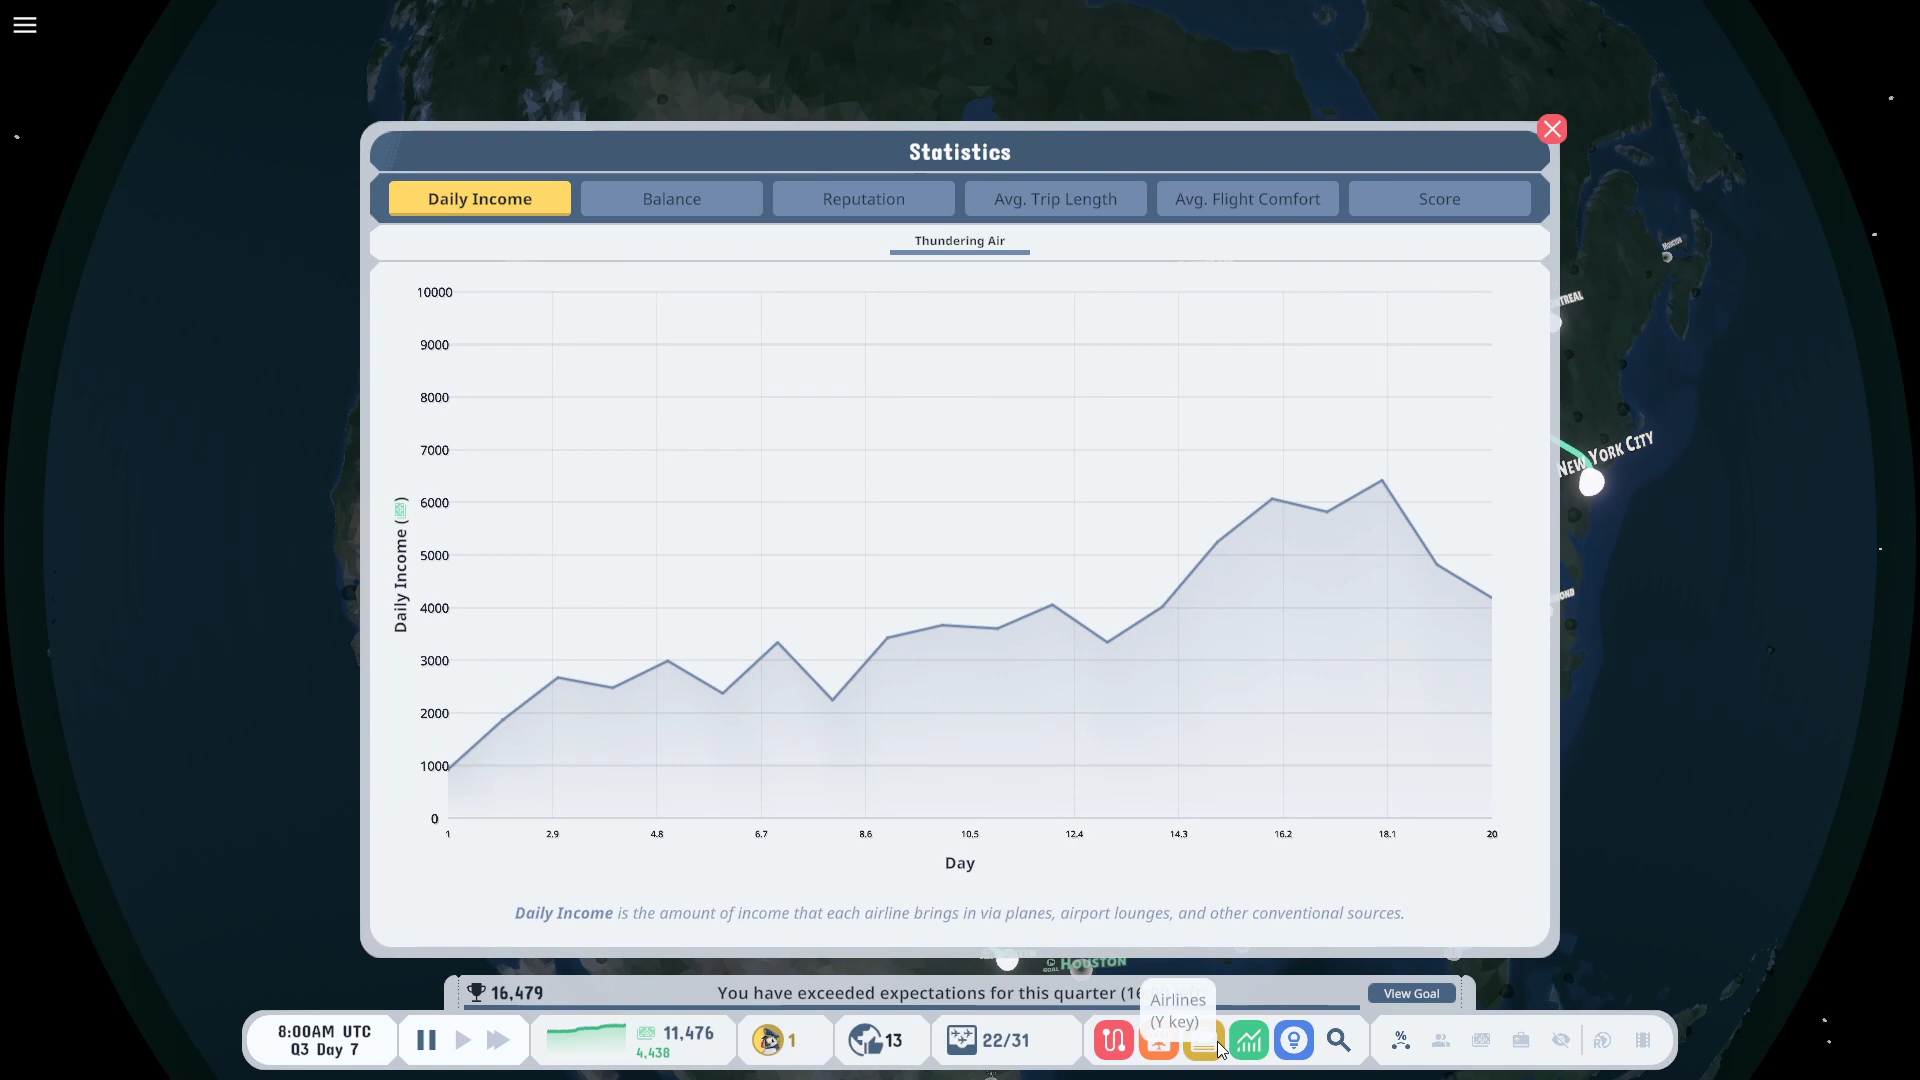 Statistics
Daily Income
Balance
Reputation
Avg. Trip Length
Avg. Flight Comfort
Score
Thundering Air
10000
9000
8000
7000
6000
5000
4000
3000
2000
1000
0
Daily Income ( )
1
2.9
4.8
6.7
8.6
10.5
12.4
14.3
16.2
18.1
20
Day
Daily Income is the amount of income that each airline brings in via planes, airport lounges, and other conventional sources.
NEW YORK CITY
GOAL HOUSTON
16,479
You have exceeded expectations for this quarter
View Goal
Airlines
(Y key)
8:00AM UTC
Q3 Day 7
11,476
4,438
1
13
22/31
%